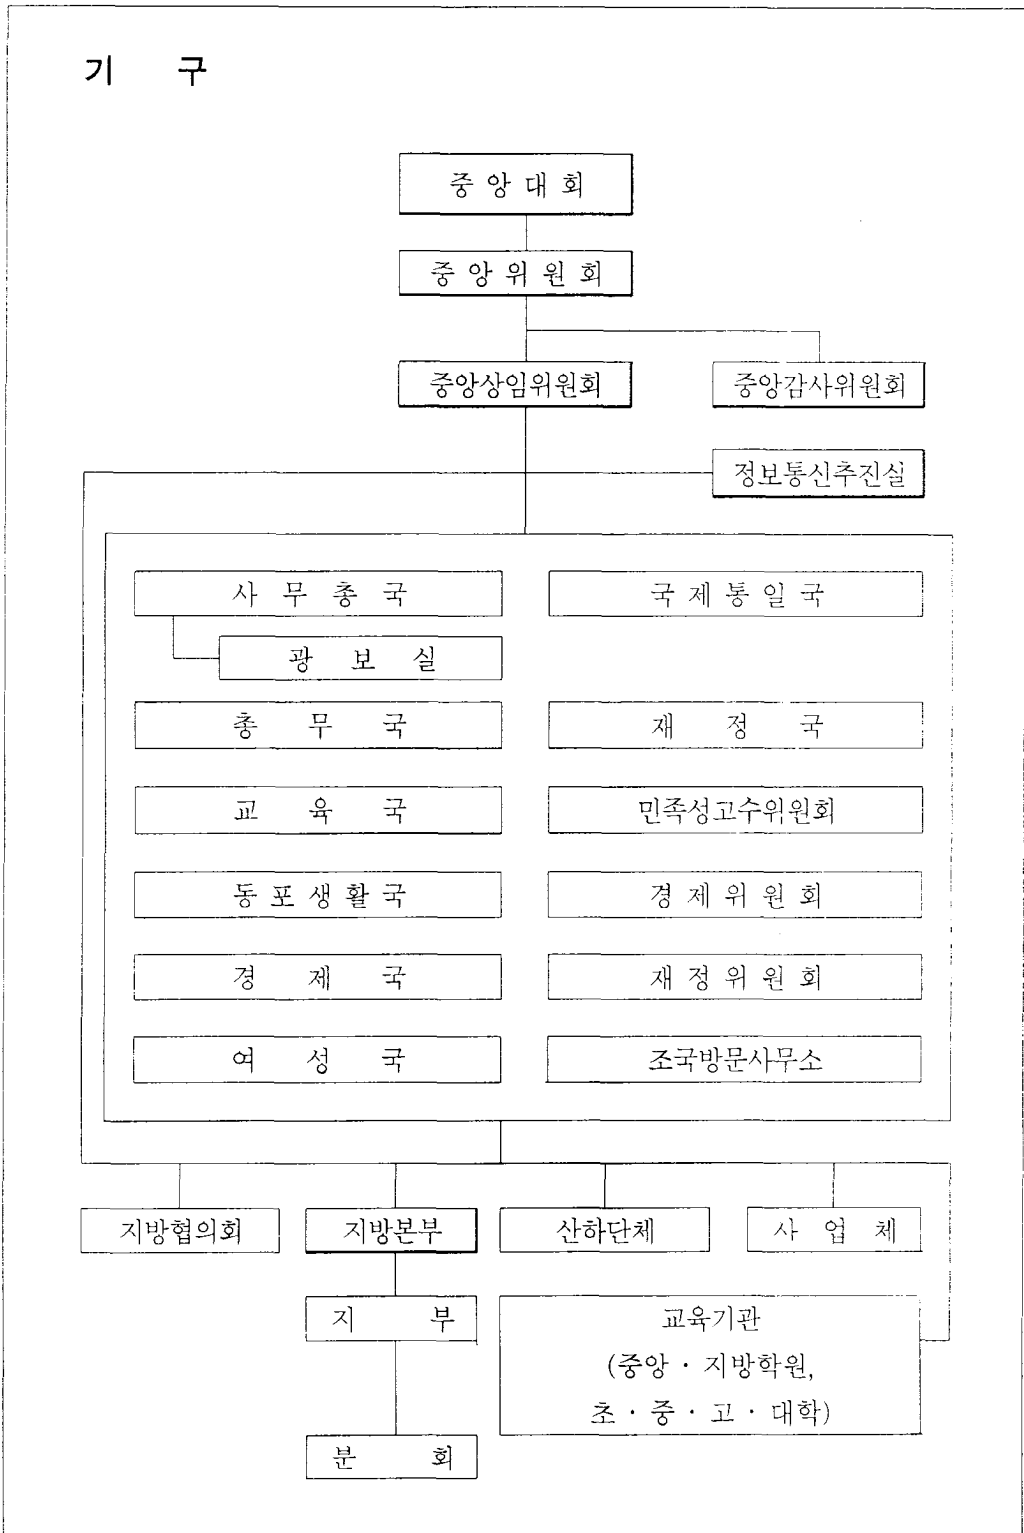 기 구
중 앙 대 회
중 앙 위 원 회
중앙상임위원회 중앙감사위원회
정보통신추진실
사 무 총 국 국 제 통 일 국
광 보 실
총 무 국 재 정 국
교 육 국 민족성고수위원회
동 포 생 활 국 경 제 위 원 회
경 제 국 재 정 위 원 회
여 성 국 조국방문사무소
지방협의회 지방본부 산하단체 사 업 체
지 부 교육기관
(중앙 · 지방학원,
초 · 중 · 고 · 대학)
분 회